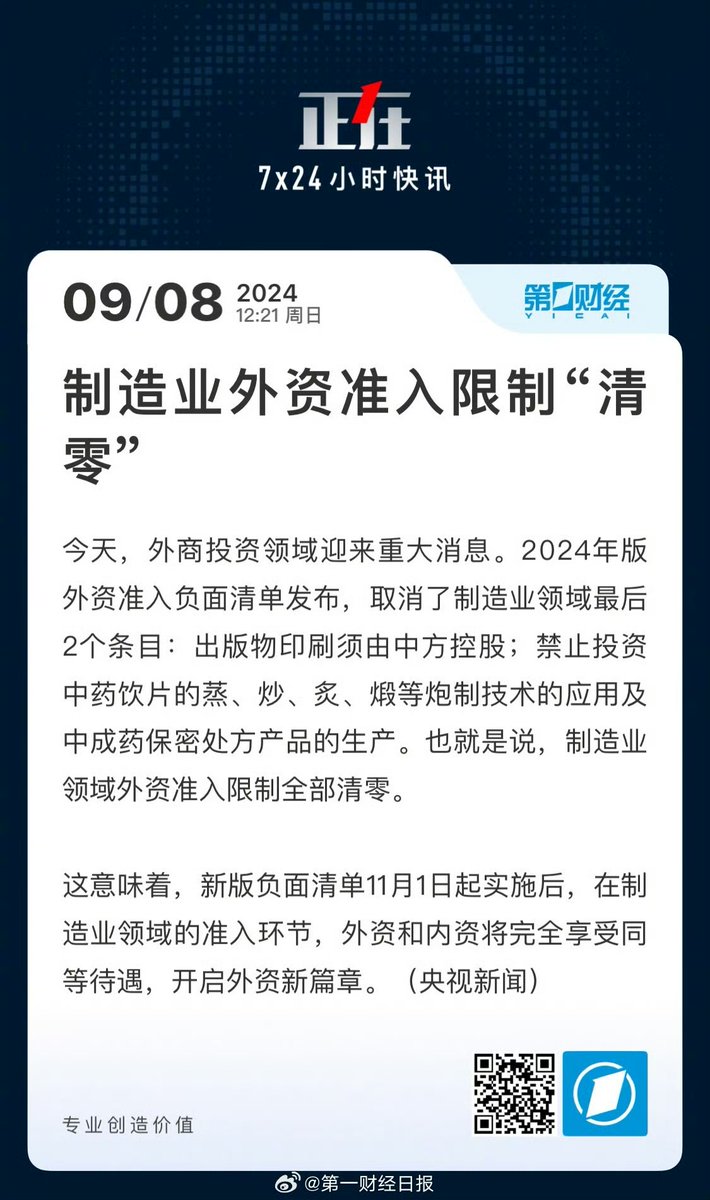 正在
7x24小时快讯
09/08
2024
12:21 周日
第一财经
YICAI
制造业外资准入限制“清
零”
今天，外商投资领域迎来重大消息。2024年版
外资准入负面清单发布，取消了制造业领域最后
2个条目：出版物印刷须由中方控股；禁止投资
中药饮片的蒸、炒、炙、煅等炮制技术的应用及
中成药保密处方产品的生产。也就是说，制造业
领域外资准入限制全部清零。
这意味着，新版负面清单11月1日起实施后，在制
造业领域的准入环节，外资和内资将完全享受同
等待遇，开启外资新篇章。（央视新闻）
专业创造价值
@第一财经日报